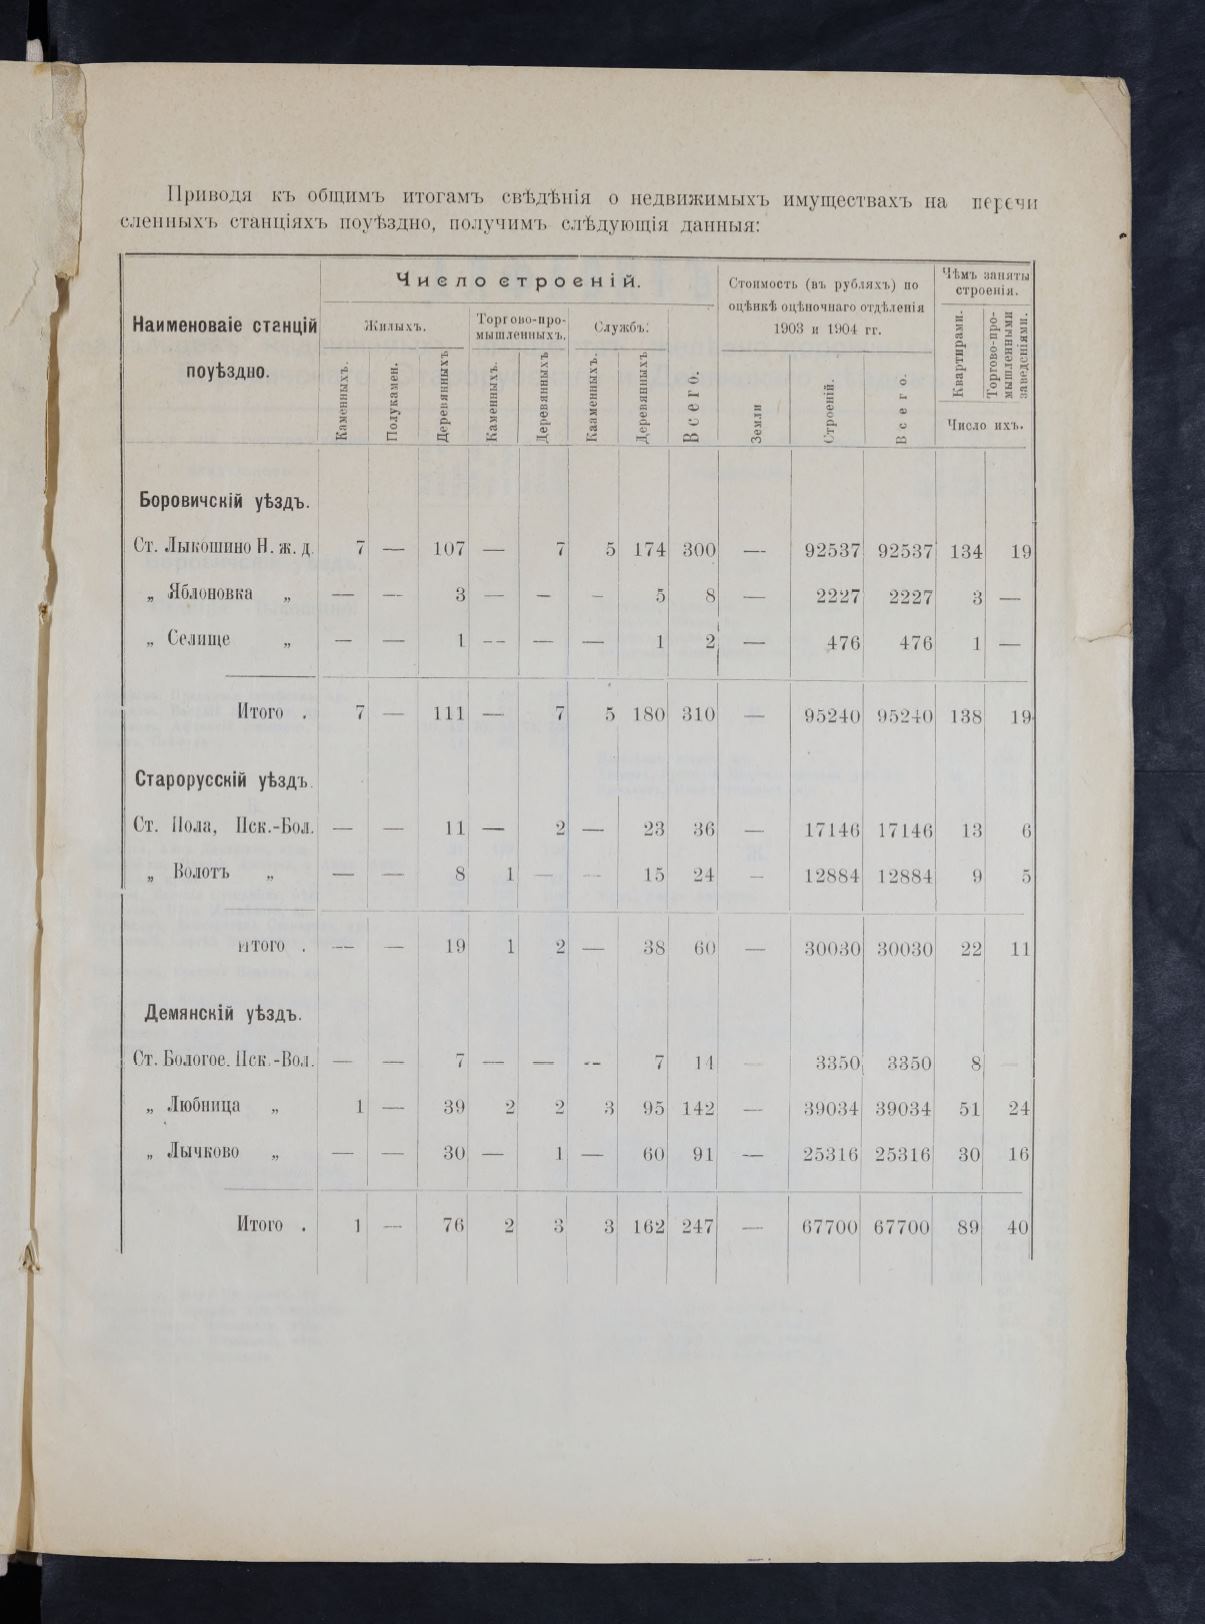 Приводя къ общимъ итогамъ свѣдѣнія о недвижимыхъ имуществахъ на перечи
сленныхъ станціяхъ поуѣздно, получимъ слѣдующія данныя:
Наименоваіе станцій
поуѣздно.
Число строеній.
Стоимость (въ рубляхъ) по
оцѣнкѣ оцѣночнаго отдѣленія
1903 и 1904 гг.
Чѣмъ заняты
строенія.
Жилыхъ.
Торгово-про-
мышленныхъ.
Службъ.
Каменныхъ.
Полукамен.
Деревянныхъ
Каменныхъ.
Деревянныхъ
Кааменныхъ.
Деревянныхъ
Всего.
Земли
Строеній.
Всего.
Квартирами.
Торгово-про-
мышленными
заведеніями.
Число ихъ.
Боровичскій уѣздъ.
Ст. Лыкошино Н. ж. д. 7 — 107 — 7 5 174 300 — 92537 92537 134 19
„ Яблоновка „ — — 3 — — — 5 8 — 2227 2227 3 —
„ Селище „ — — 1 — — — 1 2 — 476 476 1 —
Итого . 7 — 111 — 7 5 180 310 — 95240 95240 138 19
Старорусскій уѣздъ.
Ст. Пола, Пск.-Бол. — — 11 — 2 — 23 36 — 17146 17146 13 6
„ Волотъ „ — — 8 1 — — 15 24 — 12884 12884 9 5
Итого . — — 19 1 2 — 38 60 — 30030 30030 22 11
Демянскій уѣздъ.
Ст. Бологое. Пск.-Вол. — — 7 — — — 7 14 — 3350 3350 8 —
„ Любница „ 1 — 39 2 2 3 95 142 — 39034 39034 51 24
„ Лычково „ — — 30 — 1 — 60 91 — 25316 25316 30 16
Итого . 1 — 76 2 3 3 162 247 — 67700 67700 89 40